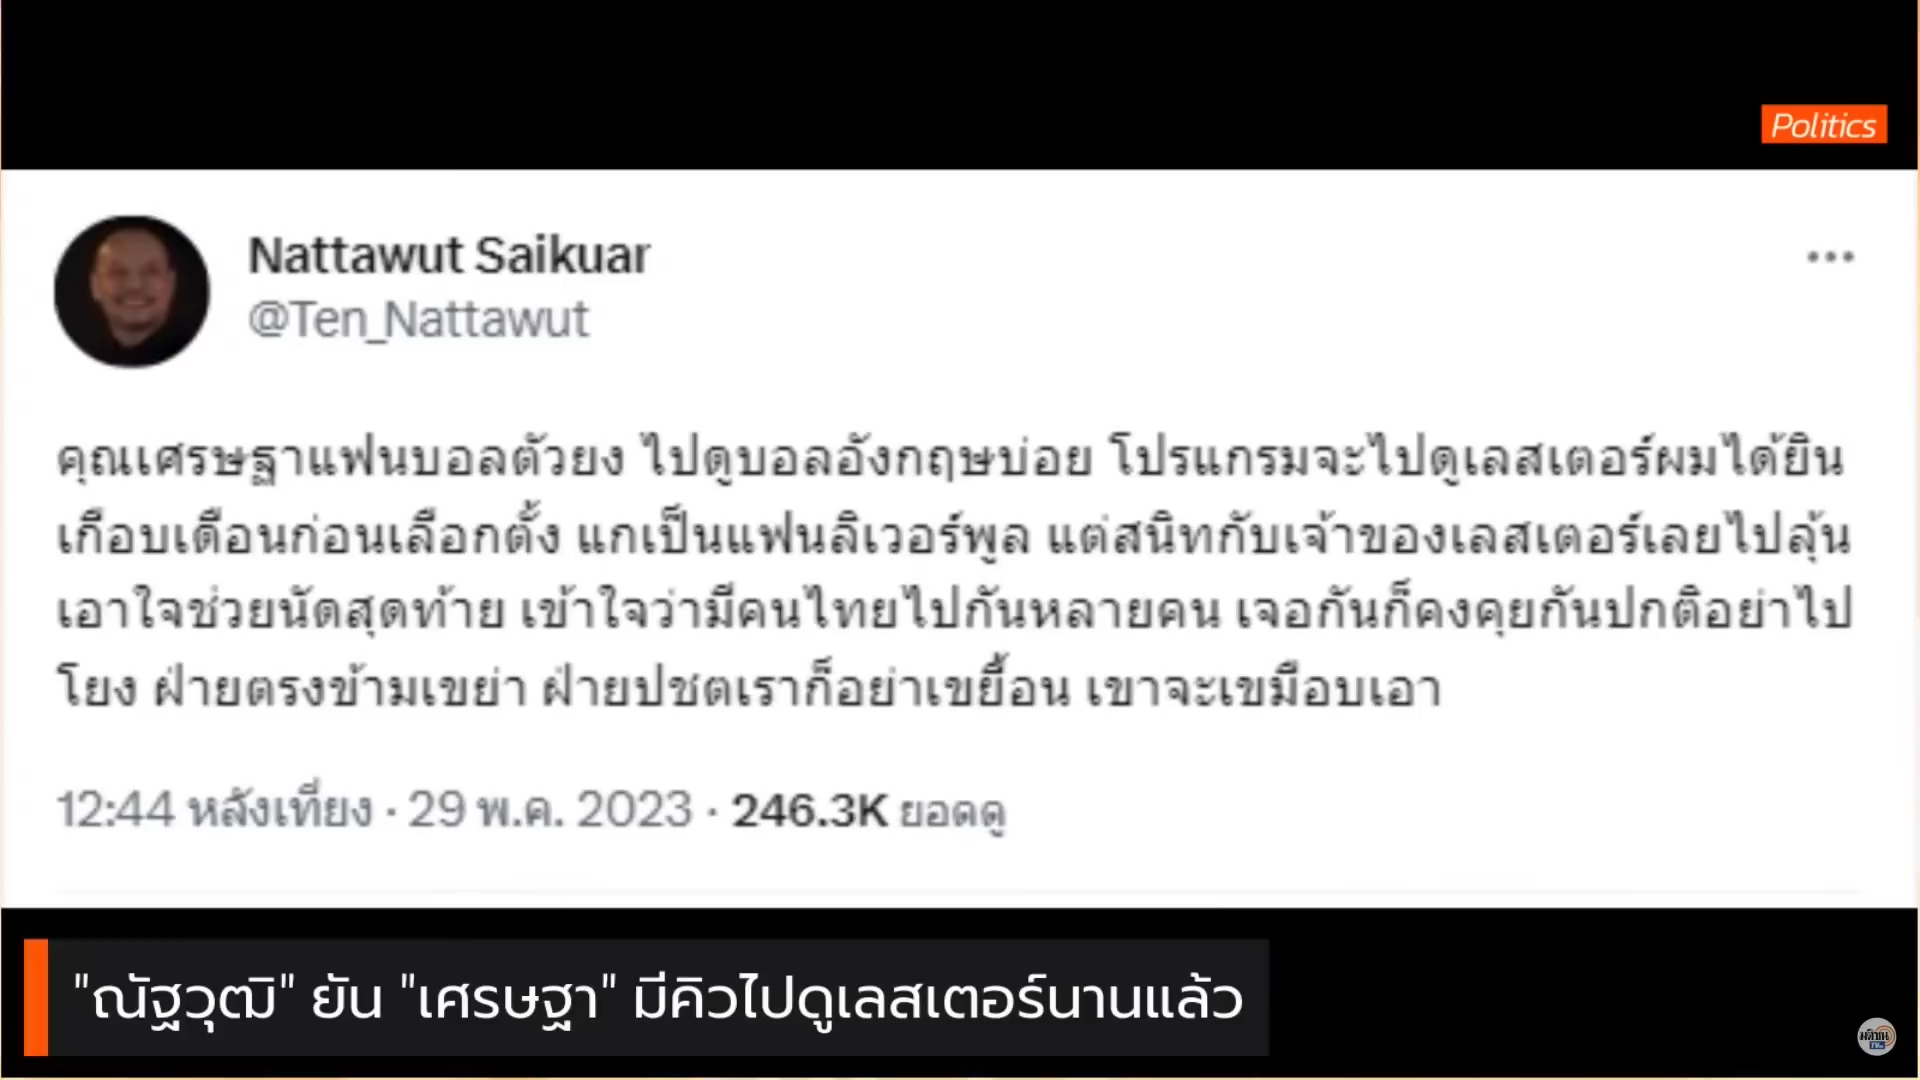 Politics
Nattawut Saikuar
@Ten_Nattawut
คุณเศรษฐาแฟนบอลตัวยง ไปดูบอลอังกฤษบ่อย โปรแกรมจะไปดูเลสเตอร์ผมได้ยิน
เกือบเดือนก่อนเลือกตั้ง แกเป็นแฟนลิเวอร์พูล แต่สนิทกับเจ้าของเลสเตอร์เลยไปลุ้น
เอาใจช่วยนัดสุดท้าย เข้าใจว่ามีคนไทยไปกันหลายคน เจอกันก็คงคุยกันปกติอย่าไป
โยง ฝ่ายตรงข้ามเขย่า ฝ่ายปชตเราก็อย่าเขยื้อน เขาจะเขมือบเอา
12:44 หลังเที่ยง · 29 พ.ค. 2023 · 246.3K ยอดดู
"ณัฐวุฒิ" ยัน "เศรษฐา" มีคิวไปดูเลสเตอร์นานแล้ว
มติชน